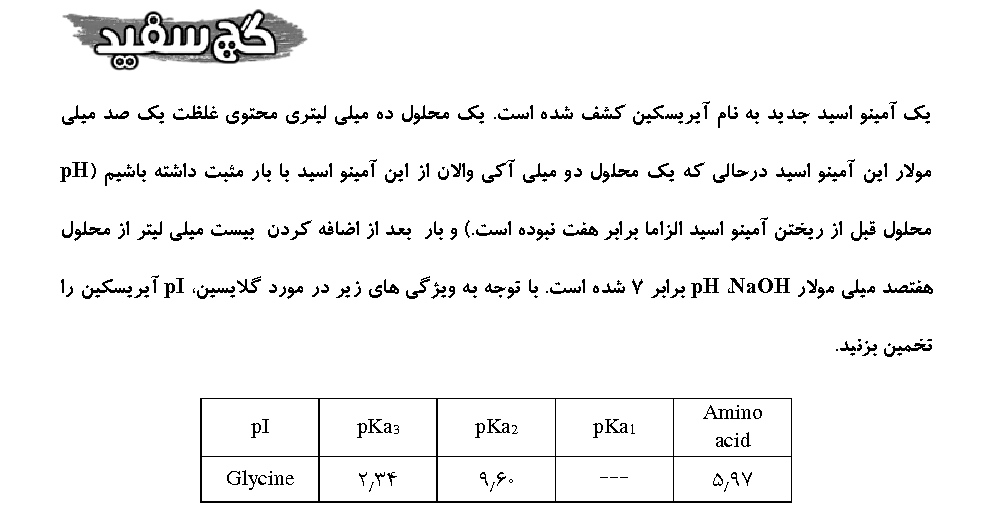 گچ سفید
یک آمینو اسید جدید به نام آیریسکین کشف شده است. یک محلول ده میلی لیتری محتوی غلظت یک صد میلی
مولار این آمینو اسید درحالی که یک محلول دو میلی آکی والان از این آمینو اسید با بار مثبت داشته باشیم (pH
محلول قبل از ریختن آمینو اسید الزاما برابر هفت نبوده است.) و بار بعد از اضافه کردن بیست میلی لیتر از محلول
هفتصد میلی مولار NaOH، pH برابر ۷ شده است. با توجه به ویژگی های زیر در مورد گلایسین، pI آیریسکین را
تخمین بزنید.
pI pKa3 pKa2 pKa1 Amino
acid
Glycine ۲٫۳۴ ۹٫۶۰ --- ۵٫۹۷